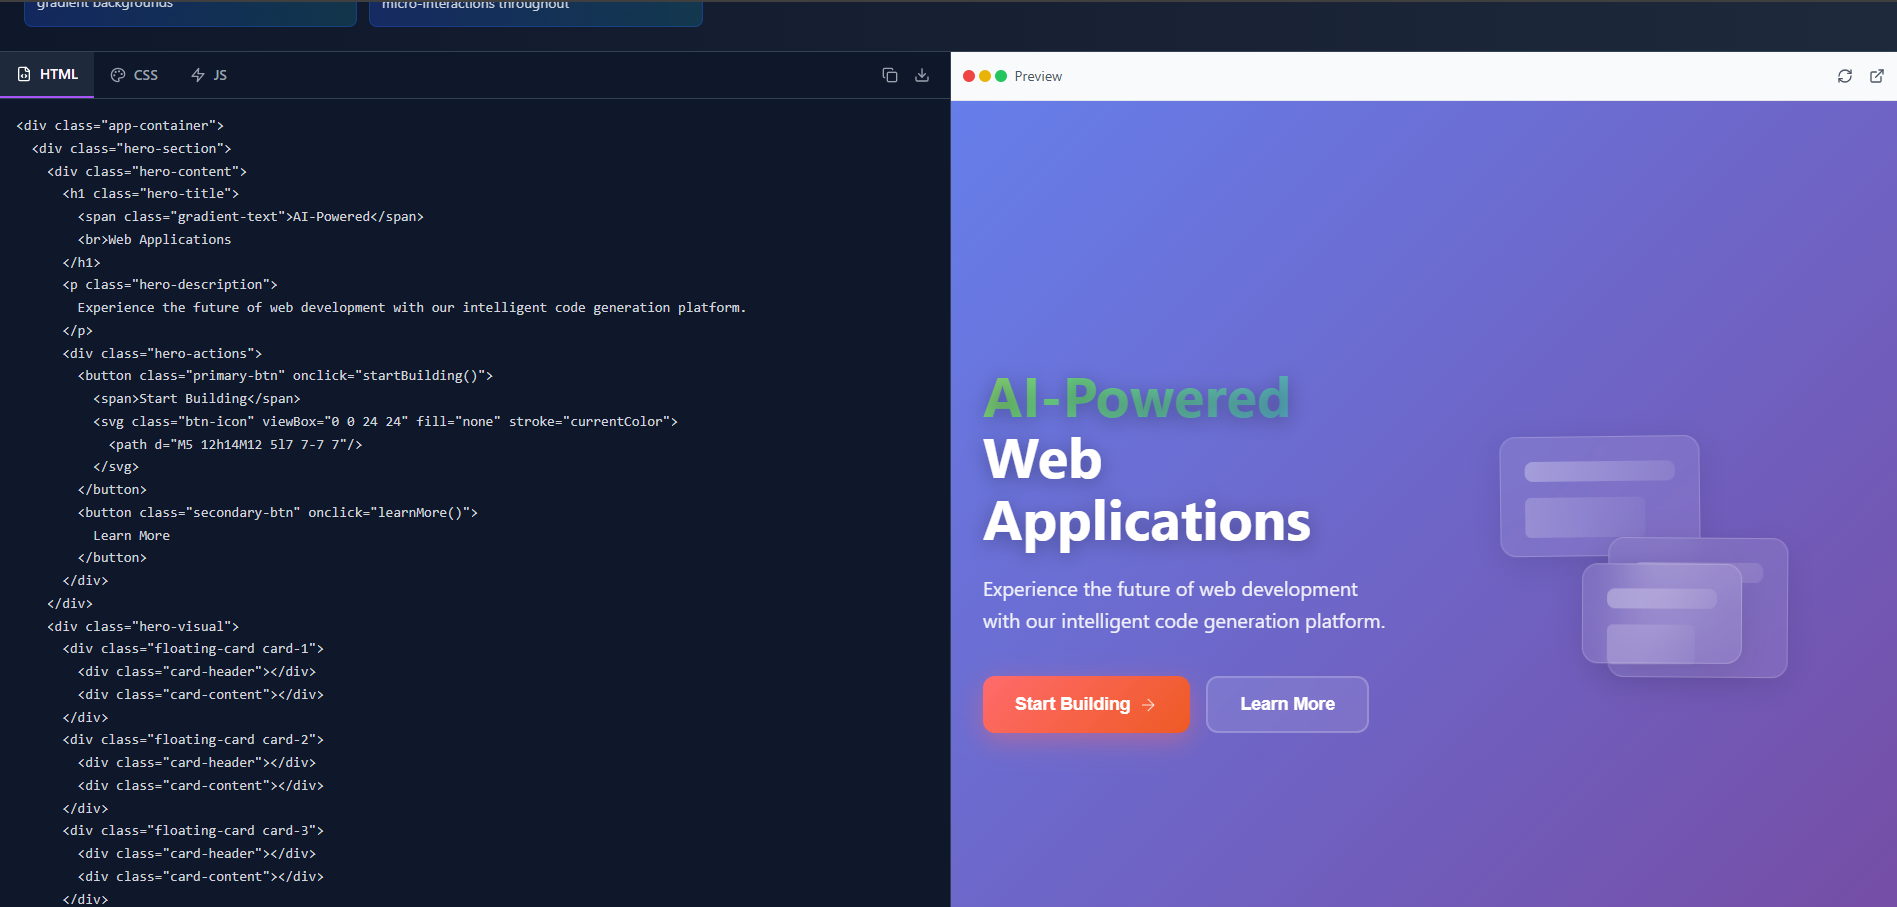 gradient backgrounds
micro-interactions throughout
HTML
CSS
JS
<div class="app-container">
<div class="hero-section">
<div class="hero-content">
<h1 class="hero-title">
<span class="gradient-text">AI-Powered</span>
<br>Web Applications
</h1>
<p class="hero-description">
Experience the future of web development with our intelligent code generation platform.
</p>
<div class="hero-actions">
<button class="primary-btn" onclick="startBuilding()">
<span>Start Building</span>
<svg class="btn-icon" viewBox="0 0 24 24" fill="none" stroke="currentColor">
<path d="M5 12h14M12 5l7 7-7 7"/>
</svg>
</button>
<button class="secondary-btn" onclick="learnMore()">
Learn More
</button>
</div>
</div>
<div class="hero-visual">
<div class="floating-card card-1">
<div class="card-header"></div>
<div class="card-content"></div>
</div>
<div class="floating-card card-2">
<div class="card-header"></div>
<div class="card-content"></div>
</div>
<div class="floating-card card-3">
<div class="card-header"></div>
<div class="card-content"></div>
</div>
Preview
AI-Powered
Web
Applications
Experience the future of web development
with our intelligent code generation platform.
Start Building →
Learn More